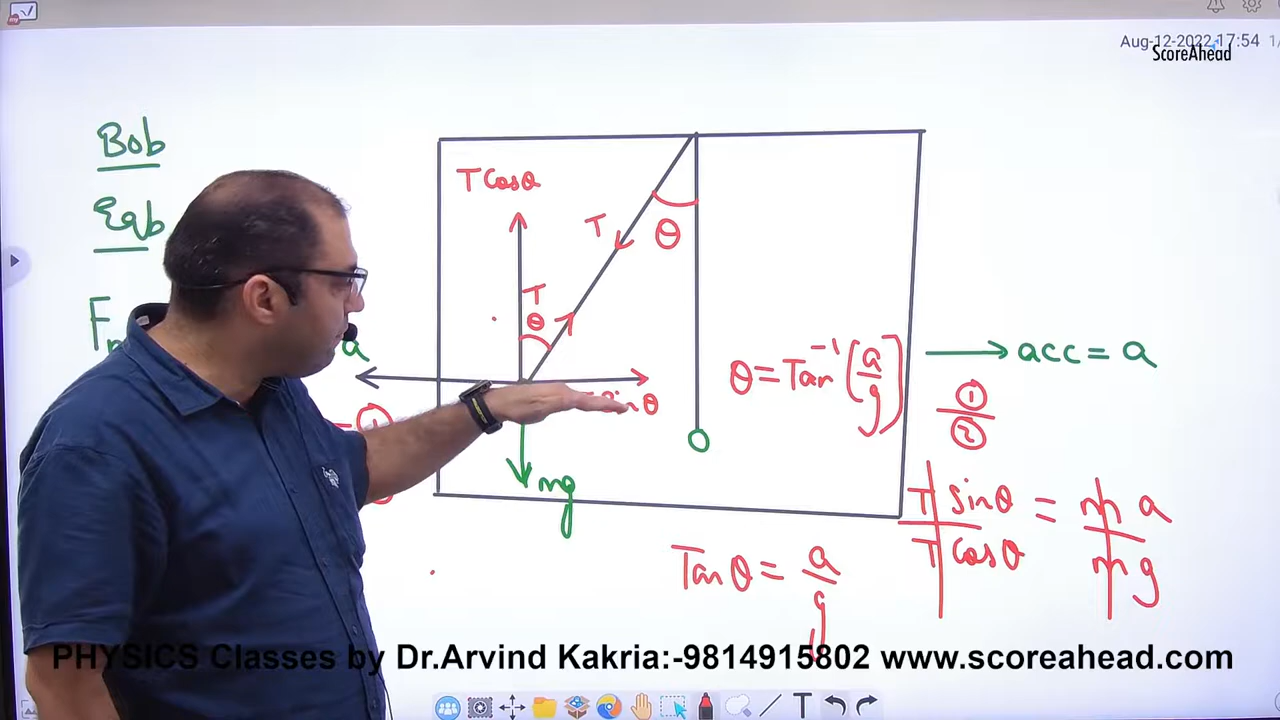 Aug-12-2022 17:54
ScoreAhead
Bob
Eqb
T Cosθ
T
θ
T
θ
a
sinθ
mg
θ = Tan⁻¹ (a/g)
acc = a
①/②
T sinθ / T cosθ = m a / m g
Tanθ = a/g
PHYSICS Classes by Dr.Arvind Kakria:-9814915802 www.scoreahead.com
T